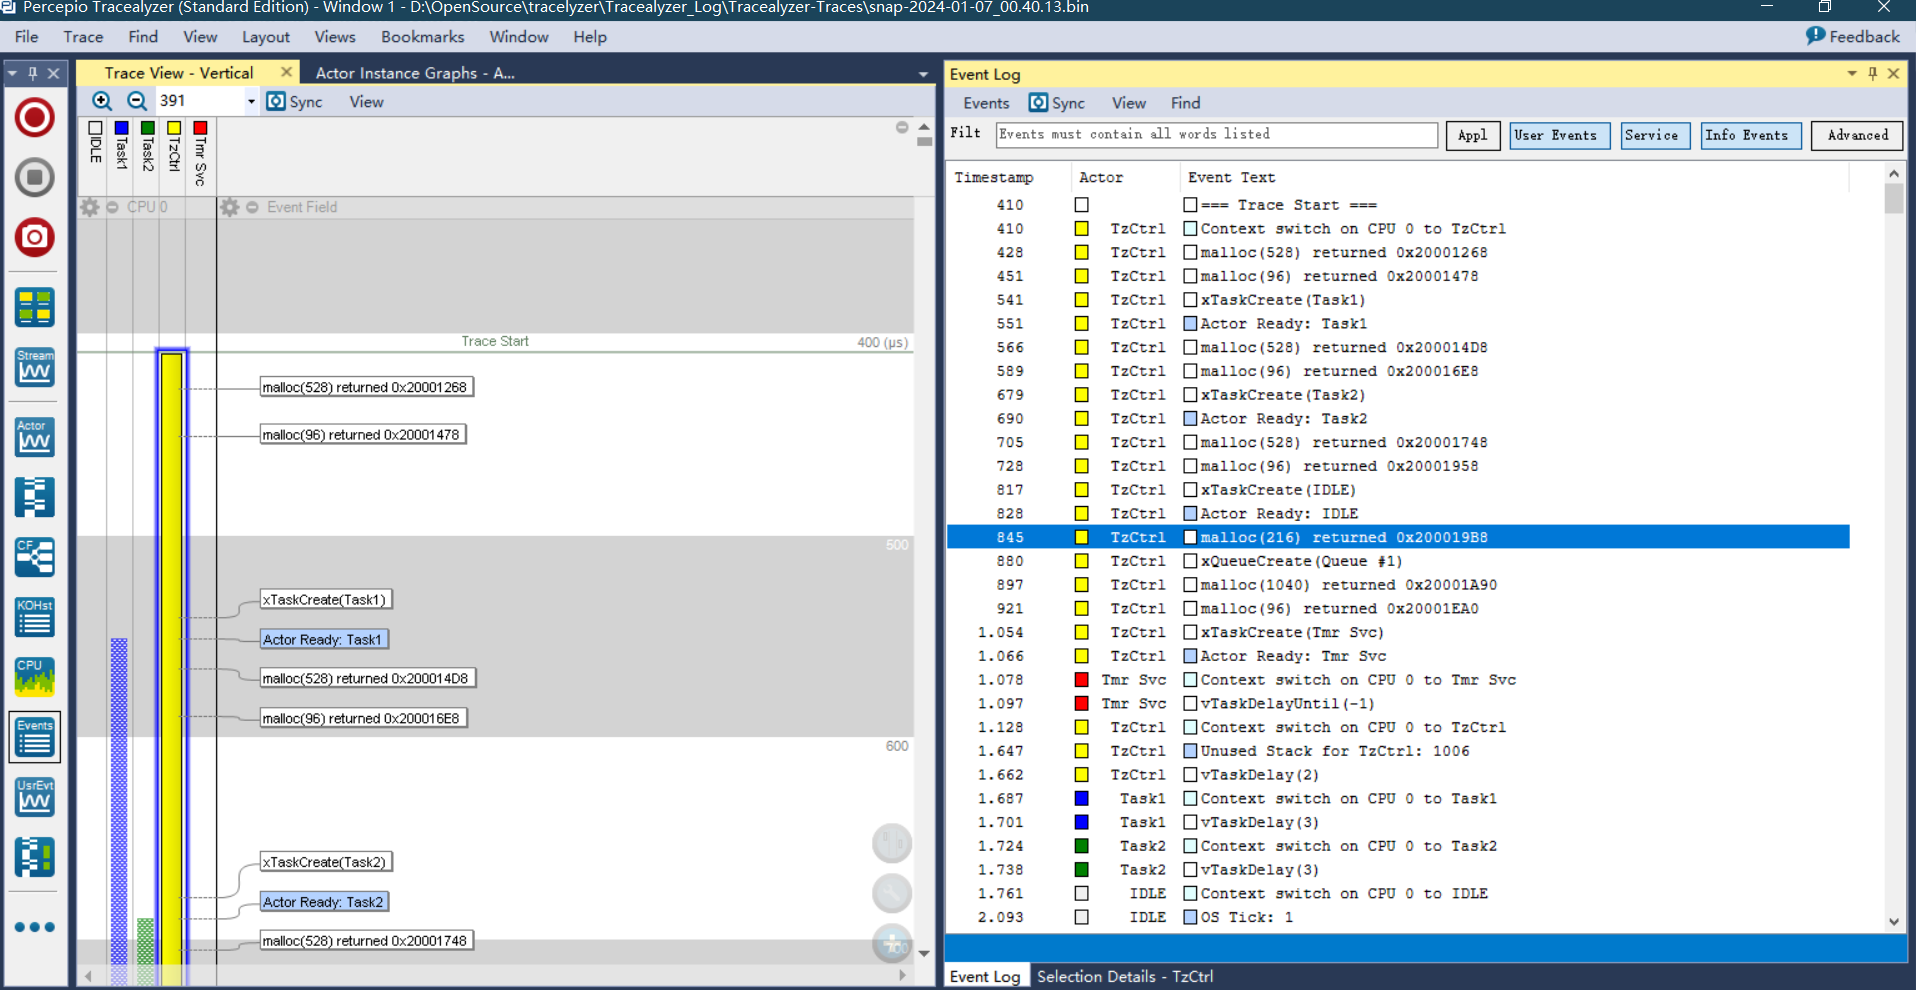 Percepio Tracealyzer (Standard Edition) - Window 1 - D:\OpenSource\tracelyzer\Tracealyzer_Log\Tracealyzer-Traces\snap-2024-01-07_00.40.13.bin
File Trace Find View Layout Views Bookmarks Window Help Feedback
Trace View - Vertical Actor Instance Graphs - A...
391 Sync View
IDLE Task1 Task2 TzCtrl Tmr Svc
CPU 0 Event Field
Trace Start 400 (µs)
malloc(528) returned 0x20001268
malloc(96) returned 0x20001478
500
xTaskCreate(Task1)
Actor Ready: Task1
malloc(528) returned 0x200014D8
malloc(96) returned 0x200016E8
600
xTaskCreate(Task2)
Actor Ready: Task2
malloc(528) returned 0x20001748
Stream
Actor
CF
KOHst
CPU
Events
UsrEvt
Event Log
Events Sync View Find
Filt Events must contain all words listed Appl User Events Service Info Events Advanced
Timestamp Actor Event Text
410 === Trace Start ===
410 TzCtrl Context switch on CPU 0 to TzCtrl
428 TzCtrl malloc(528) returned 0x20001268
451 TzCtrl malloc(96) returned 0x20001478
541 TzCtrl xTaskCreate(Task1)
551 TzCtrl Actor Ready: Task1
566 TzCtrl malloc(528) returned 0x200014D8
589 TzCtrl malloc(96) returned 0x200016E8
679 TzCtrl xTaskCreate(Task2)
690 TzCtrl Actor Ready: Task2
705 TzCtrl malloc(528) returned 0x20001748
728 TzCtrl malloc(96) returned 0x20001958
817 TzCtrl xTaskCreate(IDLE)
828 TzCtrl Actor Ready: IDLE
845 TzCtrl malloc(216) returned 0x200019B8
880 TzCtrl xQueueCreate(Queue #1)
897 TzCtrl malloc(1040) returned 0x20001A90
921 TzCtrl malloc(96) returned 0x20001EA0
1.054 TzCtrl xTaskCreate(Tmr Svc)
1.066 TzCtrl Actor Ready: Tmr Svc
1.078 Tmr Svc Context switch on CPU 0 to Tmr Svc
1.097 Tmr Svc vTaskDelayUntil(-1)
1.128 TzCtrl Context switch on CPU 0 to TzCtrl
1.647 TzCtrl Unused Stack for TzCtrl: 1006
1.662 TzCtrl vTaskDelay(2)
1.687 Task1 Context switch on CPU 0 to Task1
1.701 Task1 vTaskDelay(3)
1.724 Task2 Context switch on CPU 0 to Task2
1.738 Task2 vTaskDelay(3)
1.761 IDLE Context switch on CPU 0 to IDLE
2.093 IDLE OS Tick: 1
Event Log Selection Details - TzCtrl